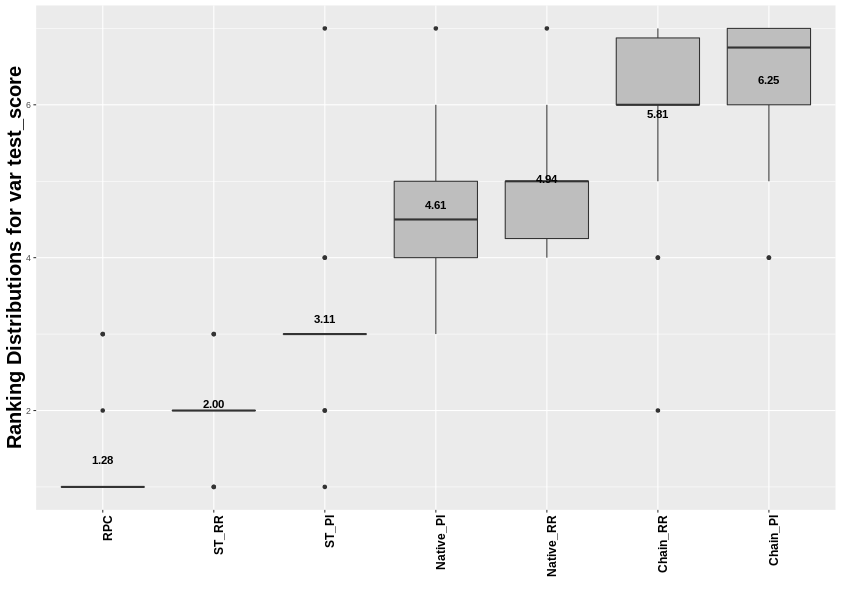 Ranking Distributions for var test_score
6
4
2
1.28
2.00
3.11
4.61
4.94
5.81
6.25
RPC
ST_RR
ST_PI
Native_PI
Native_RR
Chain_RR
Chain_PI